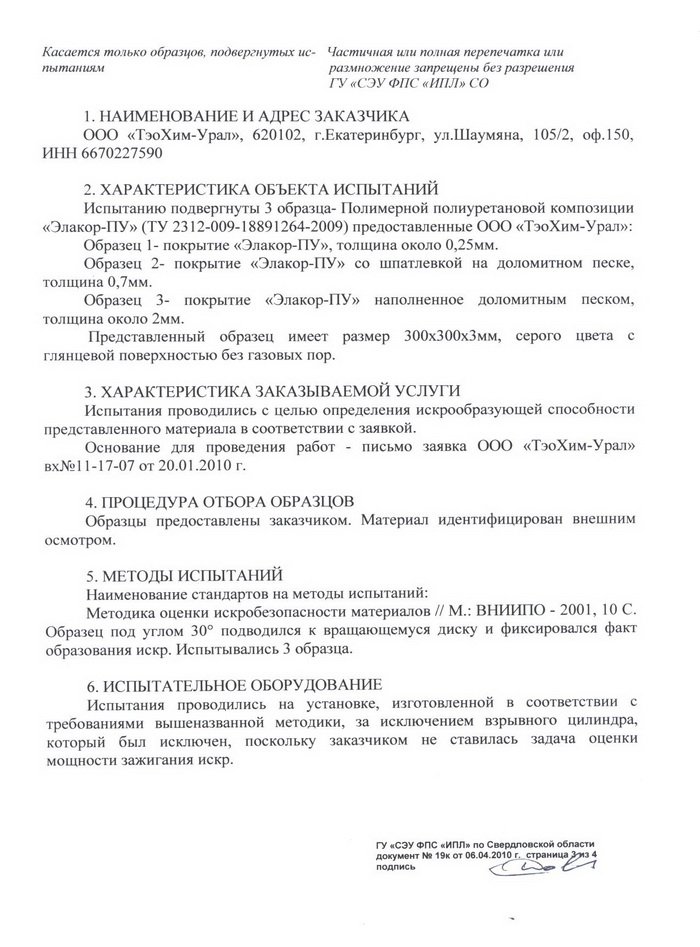 Касается только образцов, подвергнутых ис-
пытаниям
Частичная или полная перепечатка или
размножение запрещены без разрешения
ГУ «СЭУ ФПС «ИПЛ» СО
1. НАИМЕНОВАНИЕ И АДРЕС ЗАКАЗЧИКА
ООО «ТэоХим-Урал», 620102, г.Екатеринбург, ул.Шаумяна, 105/2, оф.150,
ИНН 6670227590
2. ХАРАКТЕРИСТИКА ОБЪЕКТА ИСПЫТАНИЙ
Испытанию подвергнуты 3 образца- Полимерной полиуретановой композиции
«Элакор-ПУ» (ТУ 2312-009-18891264-2009) предоставленные ООО «ТэоХим-Урал»:
Образец 1- покрытие «Элакор-ПУ», толщина около 0,25мм.
Образец 2- покрытие «Элакор-ПУ» со шпатлевкой на доломитном песке,
толщина 0,7мм.
Образец 3- покрытие «Элакор-ПУ» наполненное доломитным песком,
толщина около 2мм.
Представленный образец имеет размер 300х300х3мм, серого цвета с
глянцевой поверхностью без газовых пор.
3. ХАРАКТЕРИСТИКА ЗАКАЗЫВАЕМОЙ УСЛУГИ
Испытания проводились с целью определения искрообразующей способности
представленного материала в соответствии с заявкой.
Основание для проведения работ - письмо заявка ООО «ТэоХим-Урал»
вх№11-17-07 от 20.01.2010 г.
4. ПРОЦЕДУРА ОТБОРА ОБРАЗЦОВ
Образцы предоставлены заказчиком. Материал идентифицирован внешним
осмотром.
5. МЕТОДЫ ИСПЫТАНИЙ
Наименование стандартов на методы испытаний:
Методика оценки искробезопасности материалов // М.: ВНИИПО - 2001, 10 С.
Образец под углом 30° подводился к вращающемуся диску и фиксировался факт
образования искр. Испытывались 3 образца.
6. ИСПЫТАТЕЛЬНОЕ ОБОРУДОВАНИЕ
Испытания проводились на установке, изготовленной в соответствии с
требованиями вышеназванной методики, за исключением взрывного цилиндра,
который был исключен, поскольку заказчиком не ставилась задача оценки
мощности зажигания искр.
ГУ «СЭУ ФПС «ИПЛ» по Свердловской области
документ № 19к от 06.04.2010 г. страница 3 из 4
подпись